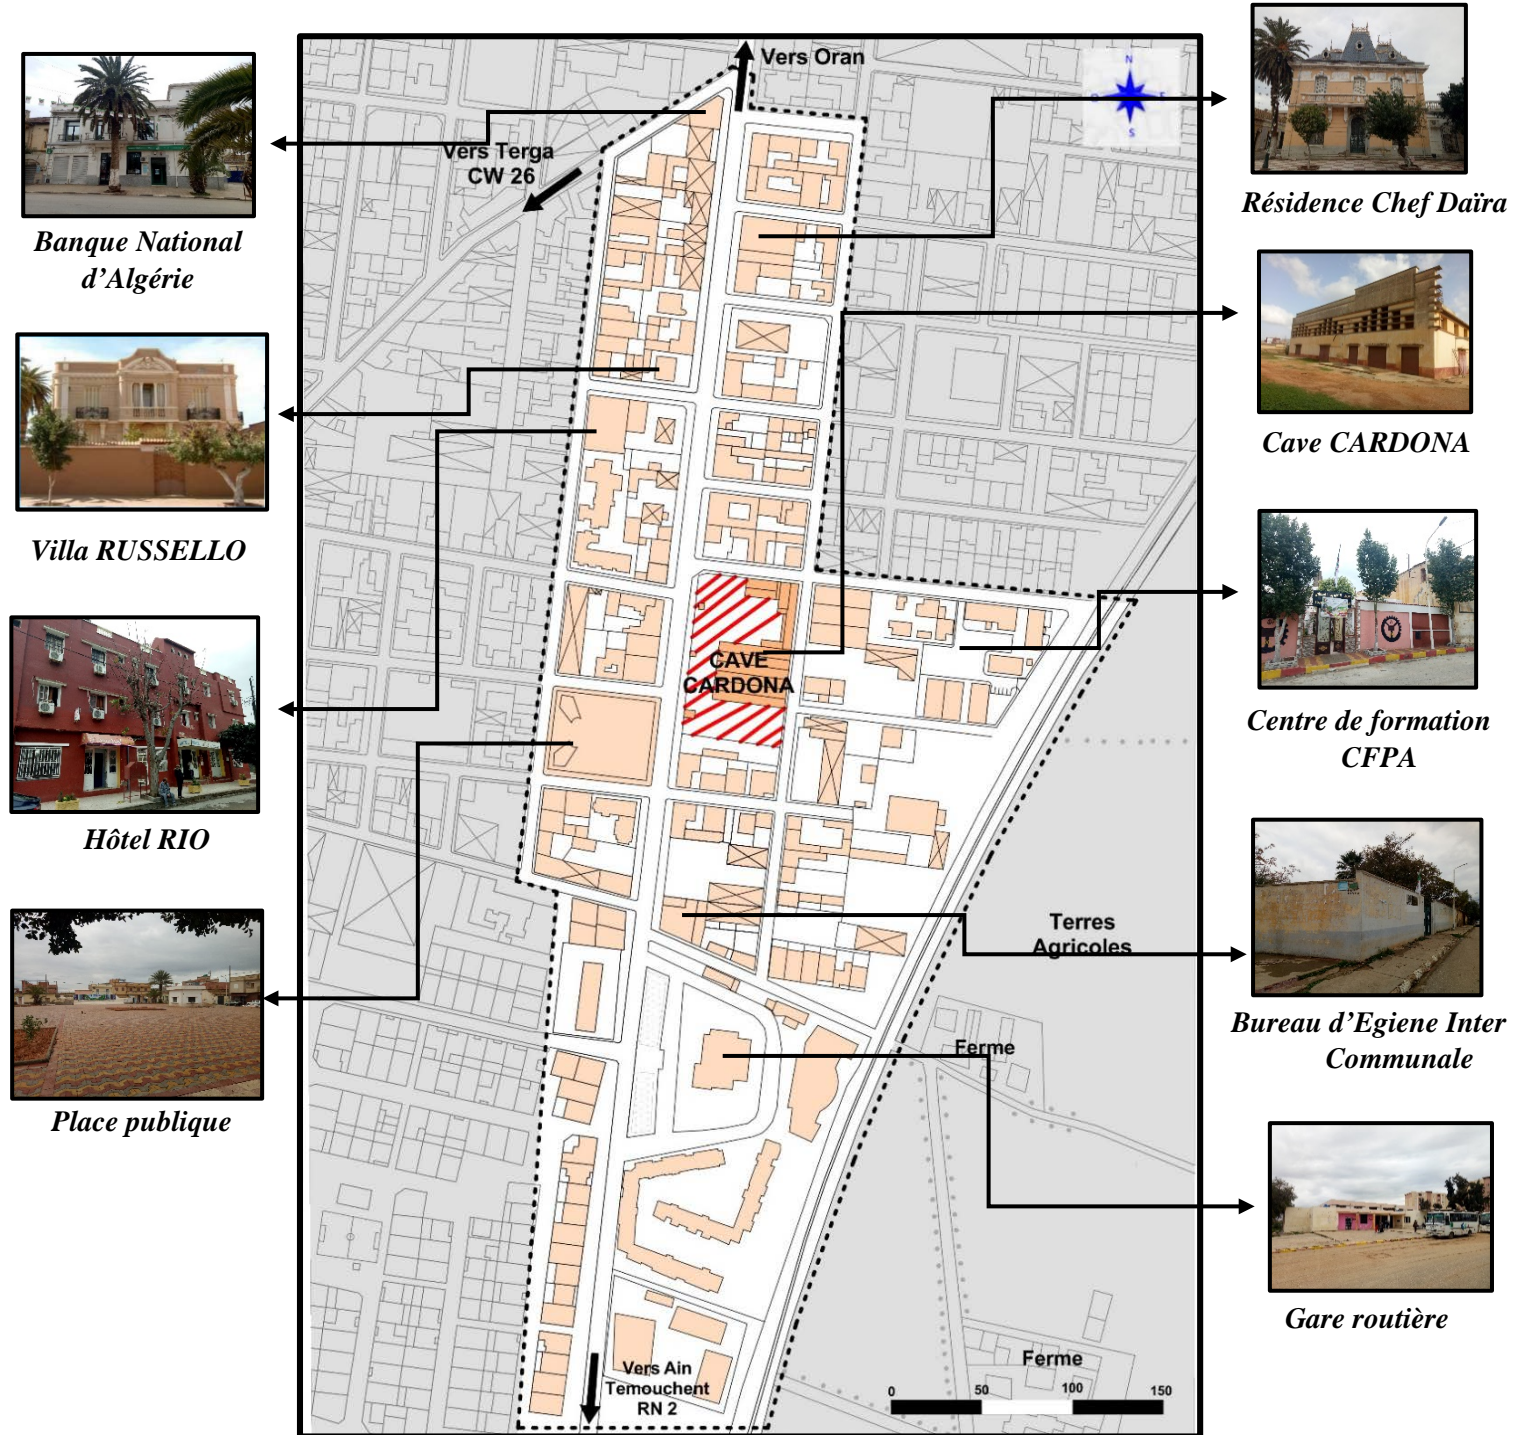 Banque National
d'Algérie
Villa RUSSELLO
Hôtel RIO
Place publique
Vers Oran
Vers Terga
CW 26
N
O
E
S
CAVE
CARDONA
Terres
Agricoles
Ferme
Ferme
Vers Ain
Temouchent
RN 2
0 50 100 150
Résidence Chef Daïra
Cave CARDONA
Centre de formation
CFPA
Bureau d'Egiene Inter
Communale
Gare routière